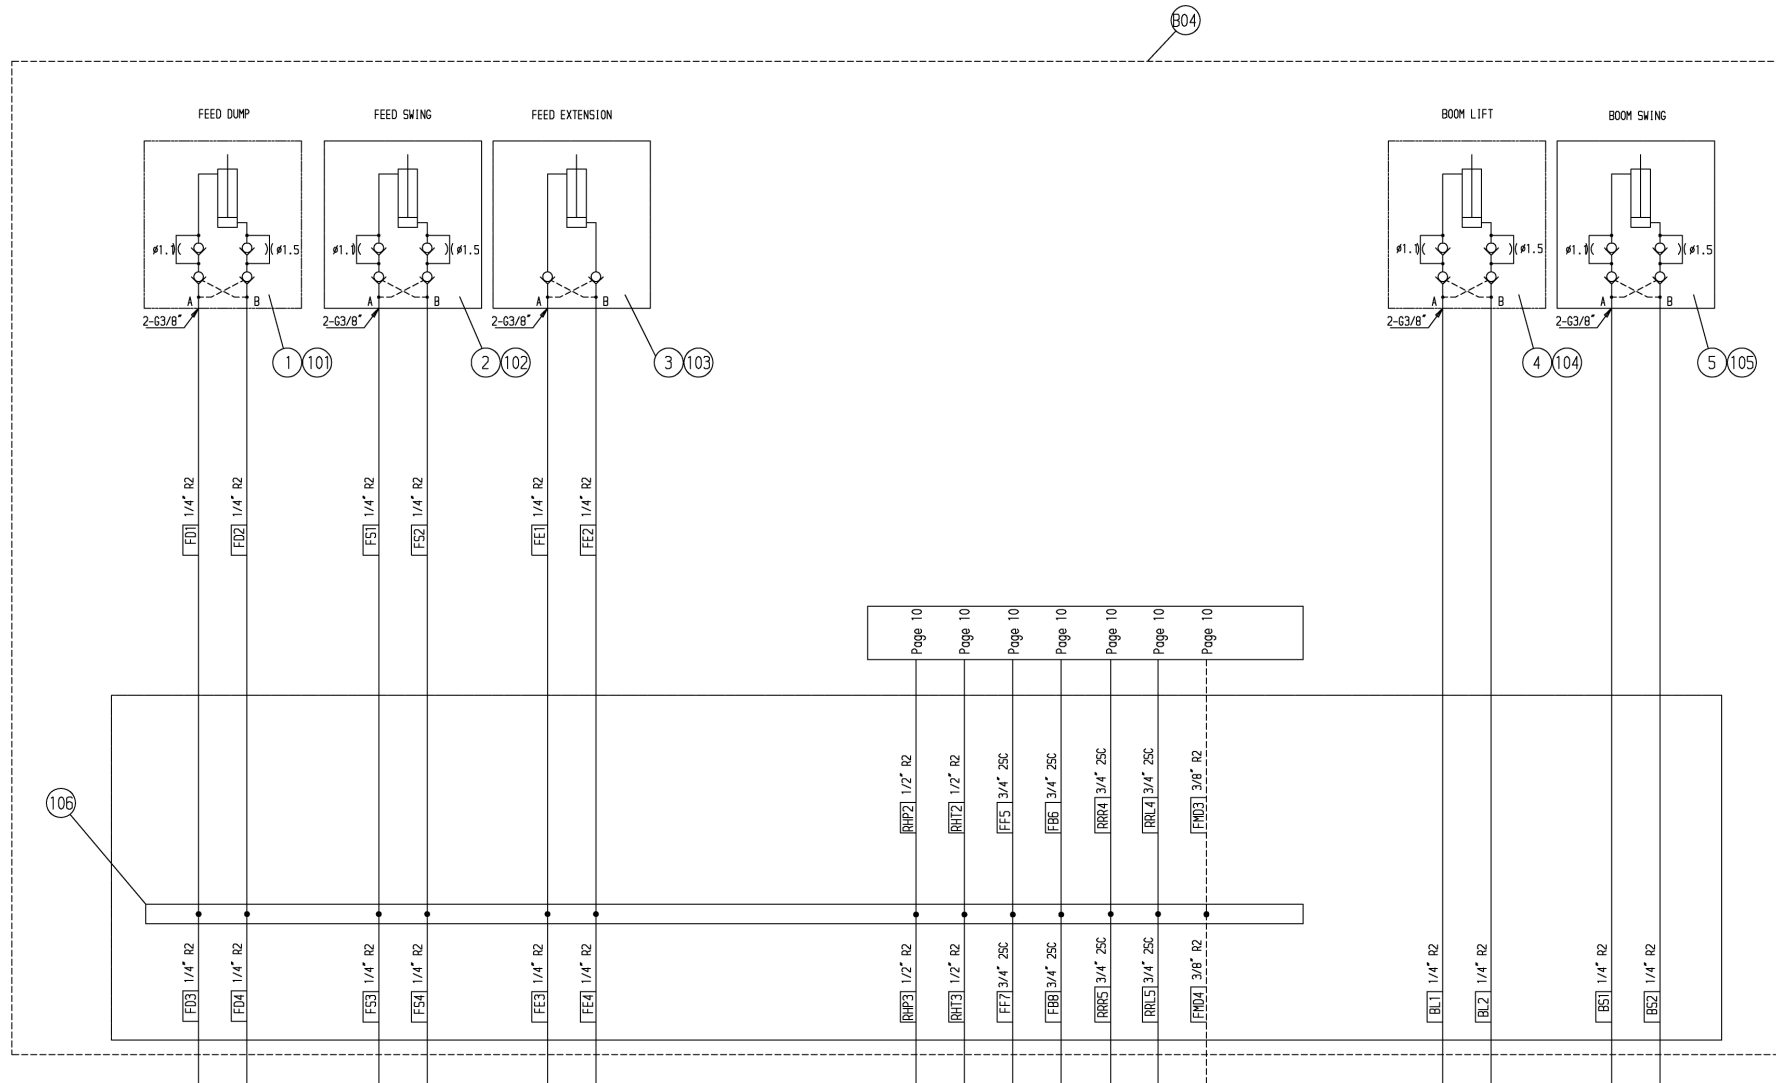 B04
FEED DUMP
FEED SWING
FEED EXTENSION
BOOM LIFT
BOOM SWING
ø1.1
ø1.5
ø1.1
ø1.5
ø1.1
ø1.5
ø1.1
ø1.5
A
B
A
B
A
B
A
B
A
B
2-G3/8"
2-G3/8"
2-G3/8"
2-G3/8"
2-G3/8"
1
101
2
102
3
103
4
104
5
105
FD1 1/4" R2
FD2 1/4" R2
FS1 1/4" R2
FS2 1/4" R2
FE1 1/4" R2
FE2 1/4" R2
Page 10
Page 10
Page 10
Page 10
Page 10
Page 10
Page 10
RHP2 1/2" R2
RHT2 1/2" R2
FF5 3/4" 2SC
FB6 3/4" 2SC
RRR4 3/4" 2SC
RRL4 3/4" 2SC
FMD3 3/8" R2
106
FD3 1/4" R2
FD4 1/4" R2
FS3 1/4" R2
FS4 1/4" R2
FE3 1/4" R2
FE4 1/4" R2
RHP3 1/2" R2
RHT3 1/2" R2
FF7 3/4" 2SC
FB8 3/4" 2SC
RRR5 3/4" 2SC
RRL5 3/4" 2SC
FMD4 3/8" R2
BL1 1/4" R2
BL2 1/4" R2
BS1 1/4" R2
BS2 1/4" R2